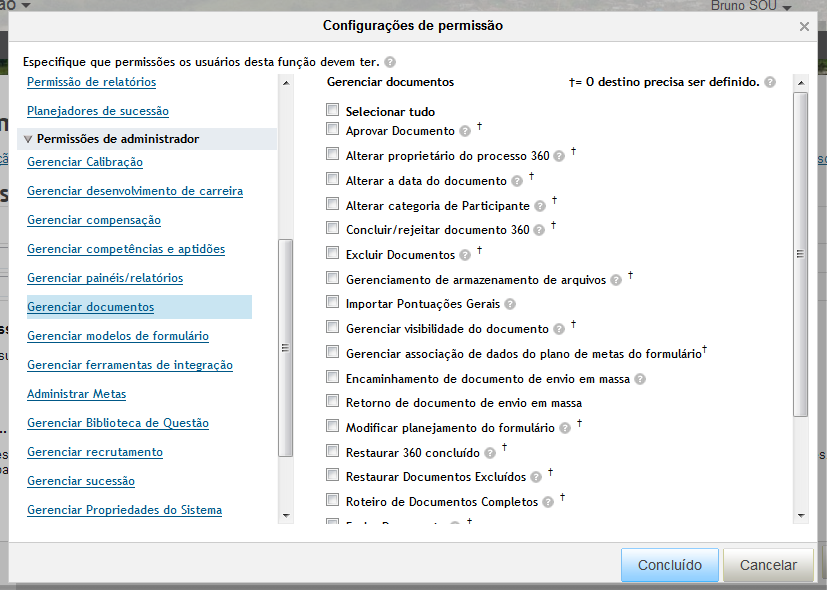 Bruno SOU
Configurações de permissão
Especifique que permissões os usuários desta função devem ter.
Permissão de relatórios
Planejadores de sucessão
Permissões de administrador
Gerenciar Calibração
Gerenciar desenvolvimento de carreira
Gerenciar compensação
Gerenciar competências e aptidões
Gerenciar painéis/relatórios
Gerenciar documentos
Gerenciar modelos de formulário
Gerenciar ferramentas de integração
Administrar Metas
Gerenciar Biblioteca de Questão
Gerenciar recrutamento
Gerenciar sucessão
Gerenciar Propriedades do Sistema
Gerenciar documentos
†= O destino precisa ser definido.
Selecionar tudo
Aprovar Documento †
Alterar proprietário do processo 360 †
Alterar a data do documento †
Alterar categoria de Participante †
Concluir/rejeitar documento 360 †
Excluir Documentos †
Gerenciamento de armazenamento de arquivos †
Importar Pontuações Gerais
Gerenciar visibilidade do documento †
Gerenciar associação de dados do plano de metas do formulário†
Encaminhamento de documento de envio em massa
Retorno de documento de envio em massa
Modificar planejamento do formulário †
Restaurar 360 concluído †
Restaurar Documentos Excluídos †
Roteiro de Documentos Completos †
Concluído
Cancelar